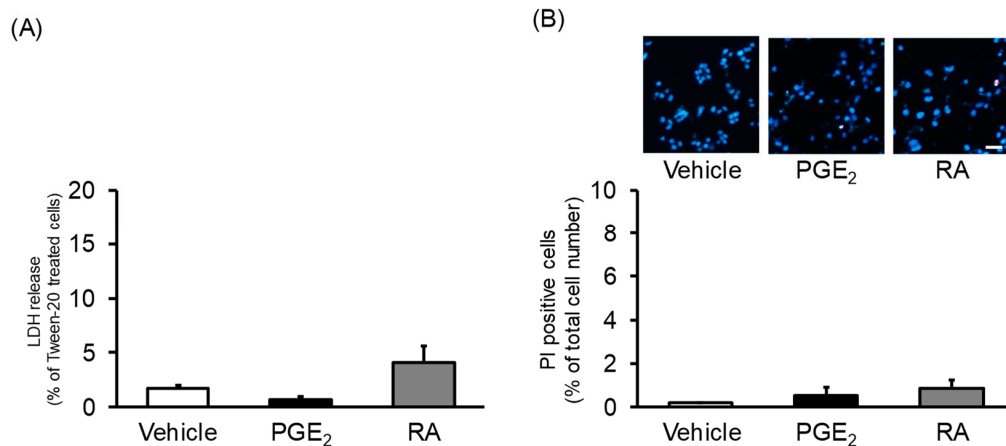 (A)
LDH release
(% of Tween-20 treated cells)
20
15
10
5
0
Vehicle
PGE₂
RA
(B)
Vehicle
PGE₂
RA
PI positive cells
(% of total cell number)
10
8
6
4
2
0
Vehicle
PGE₂
RA